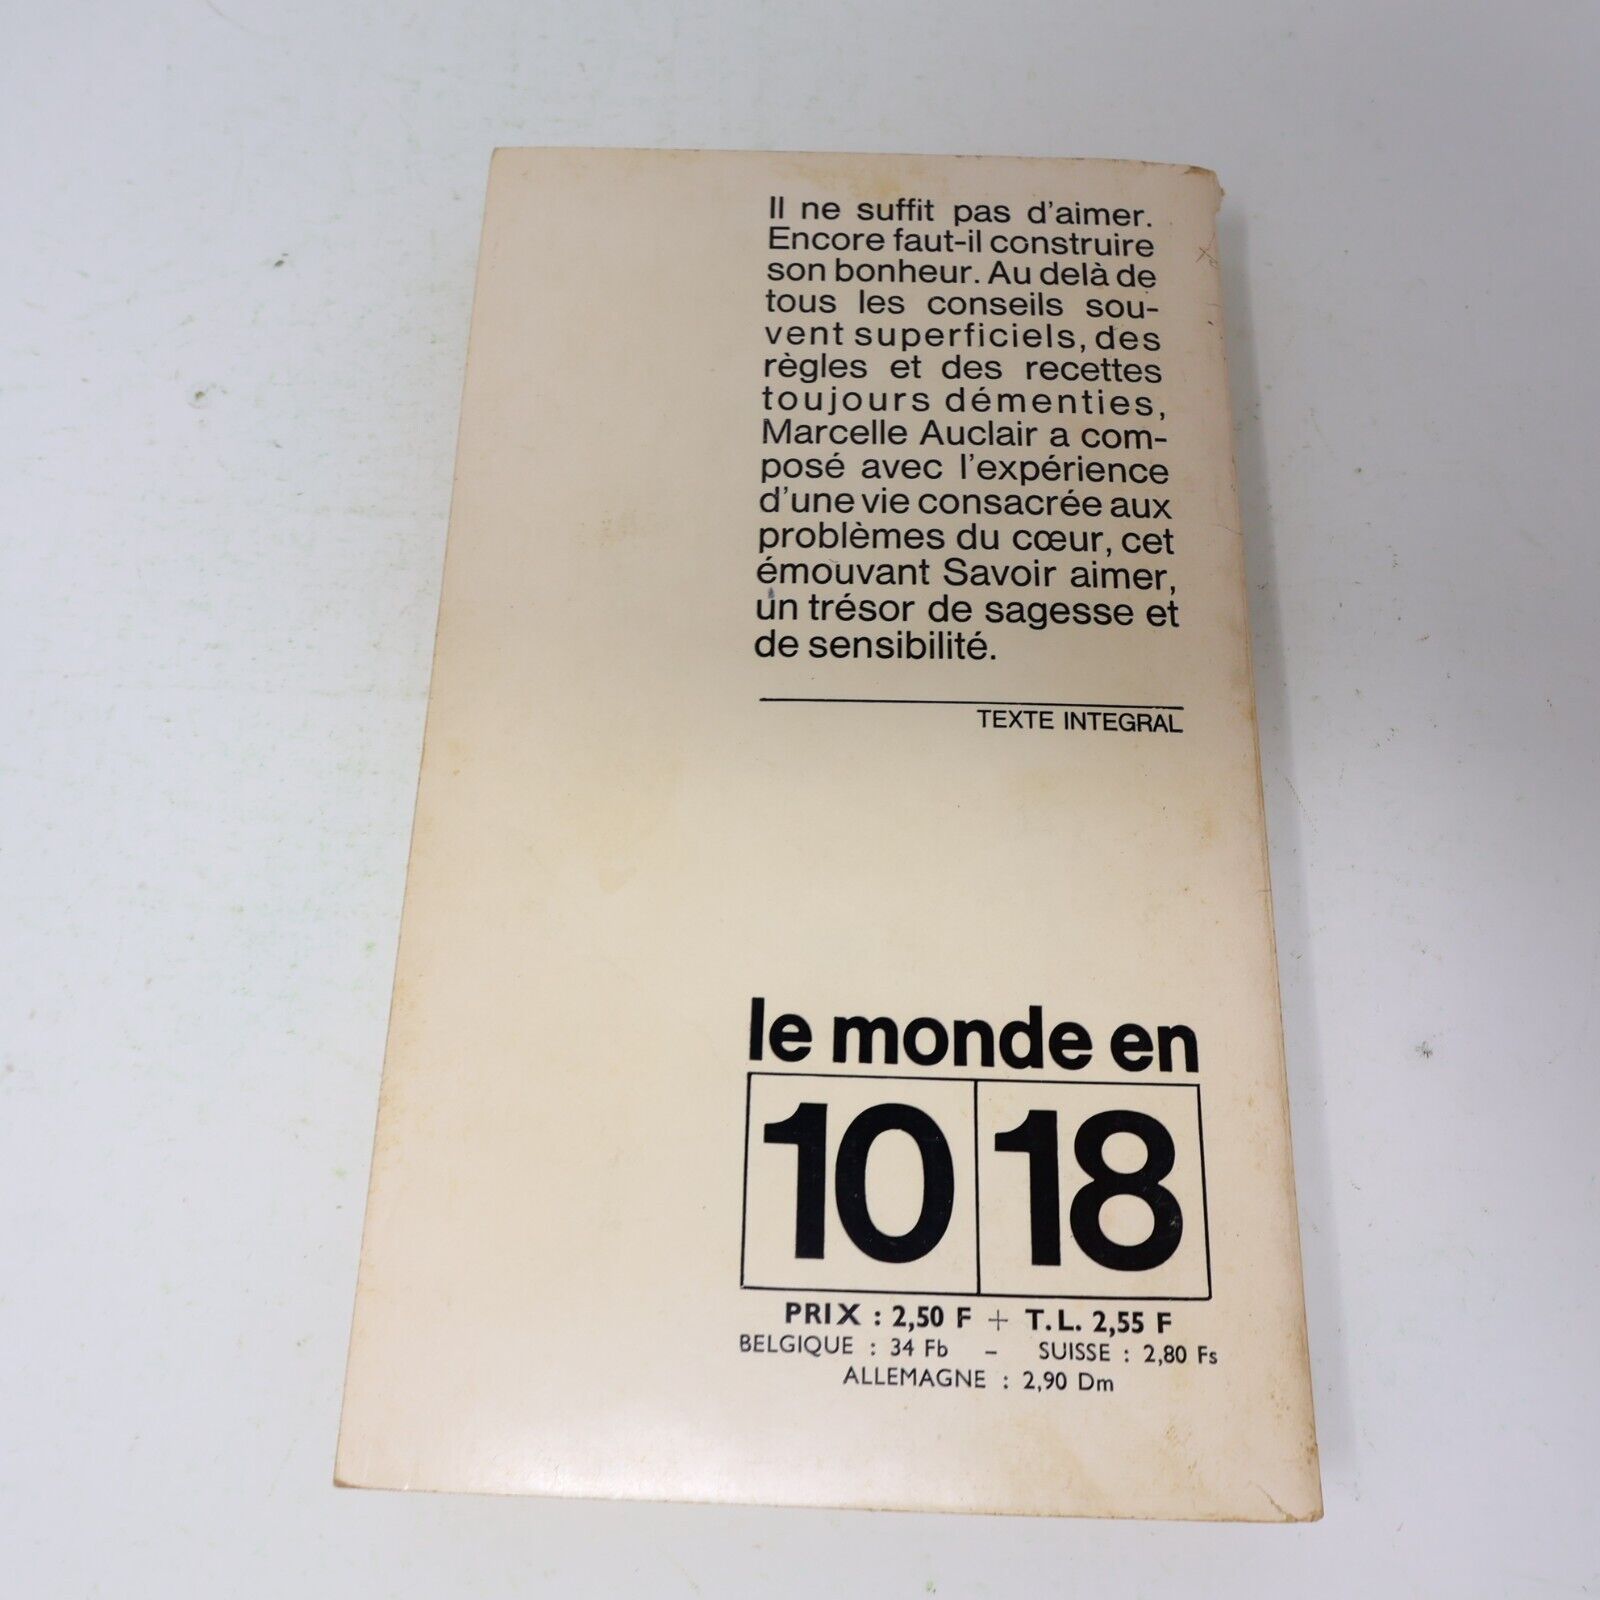 Il ne suffit pas d'aimer.
Encore faut-il construire
son bonheur. Au delà de
tous les conseils sou-
vent superficiels, des
règles et des recettes
toujours démenties,
Marcelle Auclair a com-
posé avec l'expérience
d'une vie consacrée aux
problèmes du cœur, cet
émouvant Savoir aimer,
un trésor de sagesse et
de sensibilité.
TEXTE INTEGRAL
le monde en
10 18
PRIX : 2,50 F + T.L. 2,55 F
BELGIQUE : 34 Fb - SUISSE : 2,80 Fs
ALLEMAGNE : 2,90 Dm